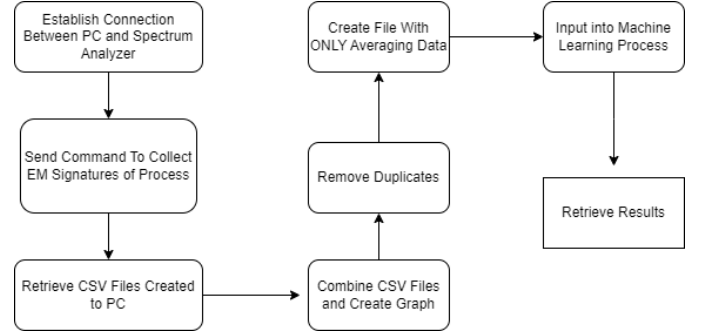 Establish Connection
Between PC and Spectrum
Analyzer
Send Command To Collect
EM Signatures of Process
Retrieve CSV Files Created
to PC
Combine CSV Files
and Create Graph
Remove Duplicates
Create File With
ONLY Averaging Data
Input into Machine
Learning Process
Retrieve Results